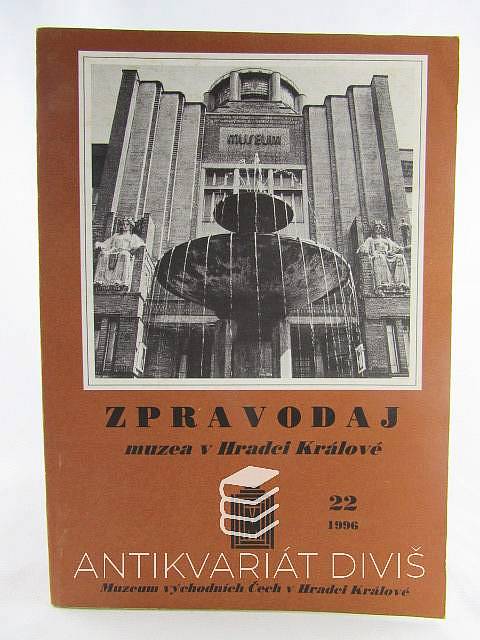 MUSEUM
ZPRAVODAJ
muzea v Hradci Králové
22
1996
ANTIKVARIÁT DIVIŠ
Muzeum východních Čech v Hradci Králové